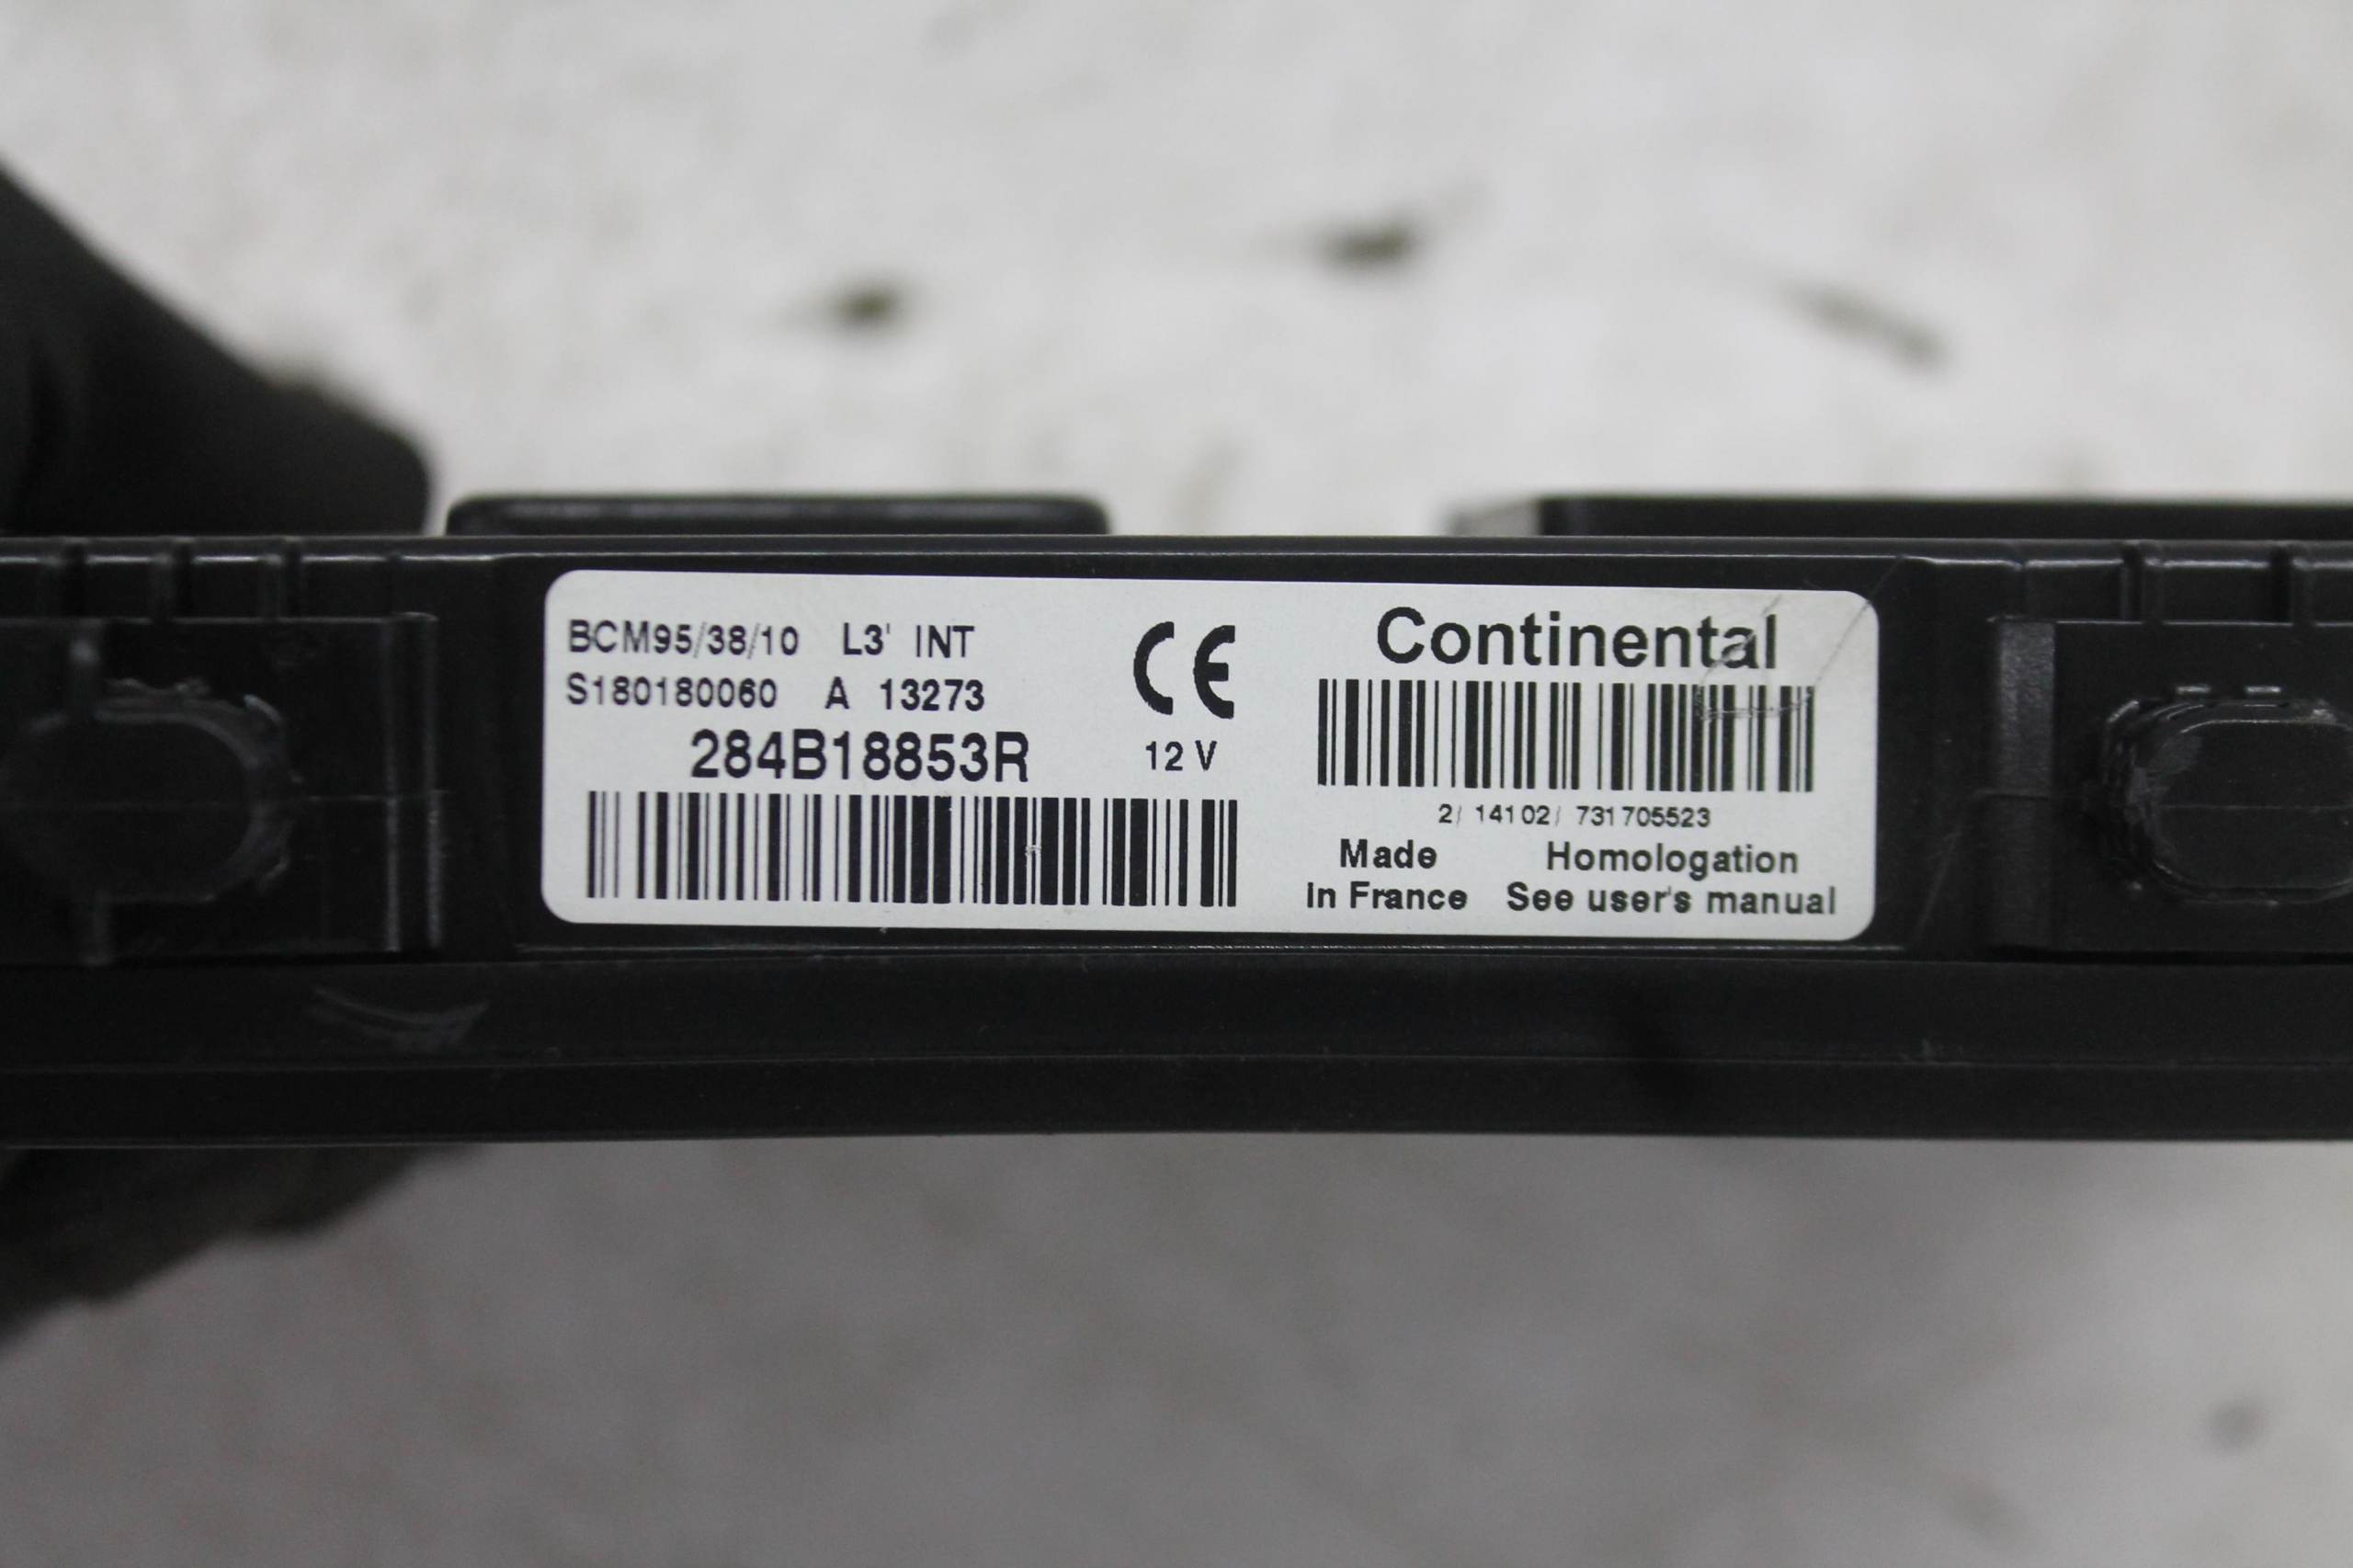 BCM95/38/10 L3' INT
S180180060 A 13273
284B18853R
CE
12 V
Continental
2/ 14102/ 731705523
Made
in France
Homologation
See user's manual